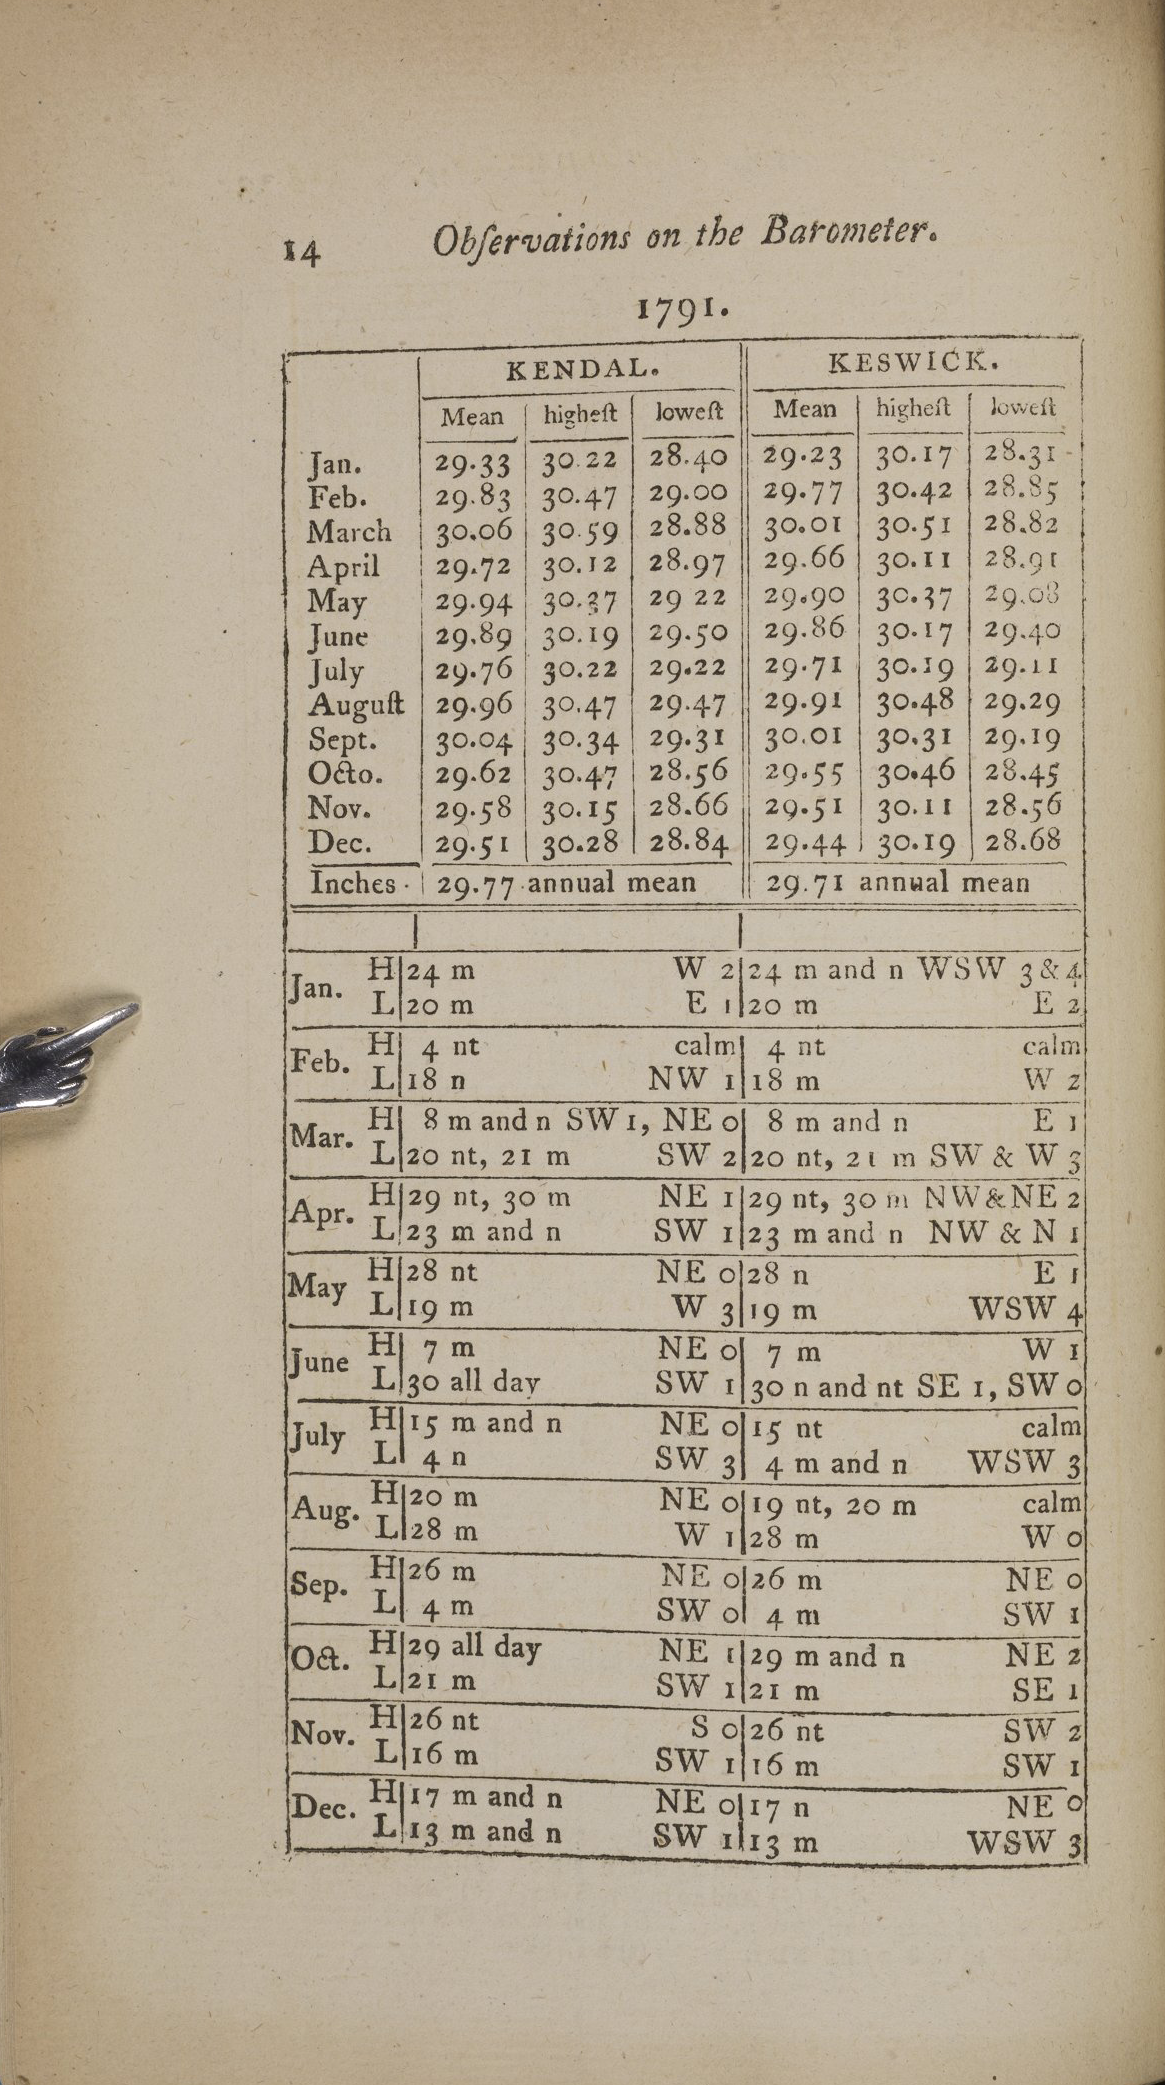 14 Obſervations on the Barometer.
1791.
KENDAL. KESWICK.
Mean higheſt loweſt Mean higheſt loweſt
Jan. 29.33 30.22 28.40 29.23 30.17 28.31
Feb. 29.83 30.47 29.00 29.77 30.42 28.85
March 30.06 30.59 28.88 30.01 30.51 28.82
April 29.72 30.12 28.97 29.66 30.11 28.91
May 29.94 30.37 29 22 29.90 30.37 29.08
June 29.89 30.19 29.50 29.86 30.17 29.40
July 29.76 30.22 29.22 29.71 30.19 29.11
Auguſt 29.96 30.47 29.47 29.91 30.48 29.29
Sept. 30.04 30.34 29.31 30.01 30.31 29.19
Octo. 29.62 30.47 28.56 29.55 30.46 28.45
Nov. 29.58 30.15 28.66 29.51 30.11 28.56
Dec. 29.51 30.28 28.84 29.44 30.19 28.68
Inches 29.77 annual mean 29.71 annual mean
Jan. H 24 m W 2 24 m and n WSW 3 & 4
L 20 m E 1 20 m E 2
Feb. H 4 nt calm 4 nt calm
L 18 n NW 1 18 m W 2
Mar. H 8 m and n SW 1, NE 0 8 m and n E 1
L 20 nt, 21 m SW 2 20 nt, 21 m SW & W 3
Apr. H 29 nt, 30 m NE 1 29 nt, 30 m NW & NE 2
L 23 m and n SW 1 23 m and n NW & N 1
May H 28 nt NE 0 28 n E 1
L 19 m W 3 19 m WSW 4
June H 7 m NE 0 7 m W 1
L 30 all day SW 1 30 n and nt SE 1, SW 0
July H 15 m and n NE 0 15 nt calm
L 4 n SW 3 4 m and n WSW 3
Aug. H 20 m NE 0 19 nt, 20 m calm
L 28 m W 1 28 m W 0
Sep. H 26 m NE 0 26 m NE 0
L 4 m SW 0 4 m SW 1
Oct. H 29 all day NE 1 29 m and n NE 2
L 21 m SW 1 21 m SE 1
Nov. H 26 nt S 0 26 nt SW 2
L 16 m SW 1 16 m SW 1
Dec. H 17 m and n NE 0 17 n NE 0
L 13 m and n SW 1 13 m WSW 3